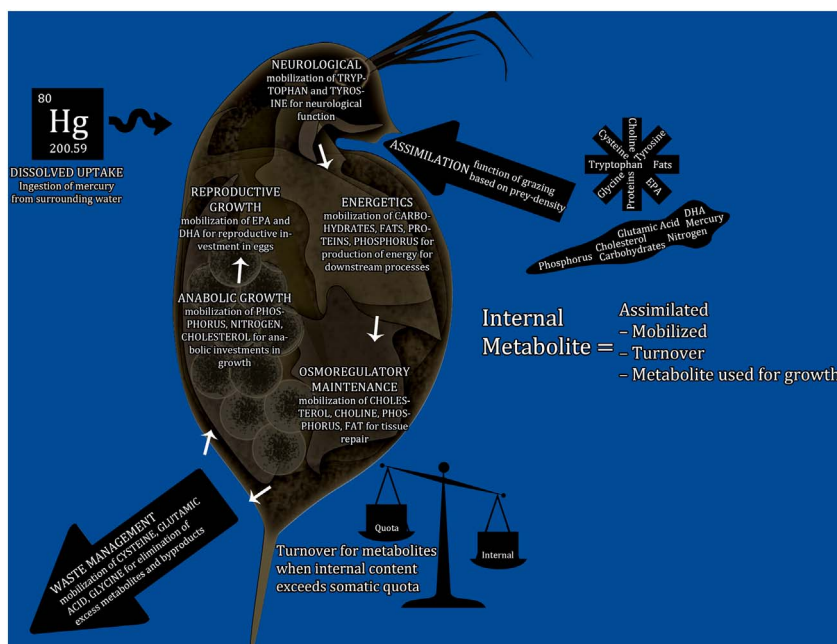 NEUROLOGICAL
mobilization of TRYP-
TOPHAN and TYROS-
INE for neurological
function
80
Hg
200.59
DISSOLVED UPTAKE
Ingestion of mercury
from surrounding water
ASSIMILATION
function of grazing
based on prey-density
Choline
Cysteine
Tyrosine
Tryptophan
Fats
Glycine
EPA
Proteins
DHA
Glutamic Acid
Mercury
Cholesterol
Nitrogen
Phosphorus
Carbohydrates
REPRODUCTIVE
GROWTH
mobilization of EPA and
DHA for reproductive in-
vestment in eggs
ENERGETICS
mobilization of CARBO-
HYDRATES, FATS, PRO-
TEINS, PHOSPHORUS for
production of energy for
downstream processes
ANABOLIC GROWTH
mobilization of PHOS-
PHORUS, NITROGEN,
CHOLESTEROL for ana-
bolic investments in
growth
Internal
Metabolite =
Assimilated
– Mobilized
– Turnover
– Metabolite used for growth
OSMOREGULATORY
MAINTENANCE
mobilization of CHOLES-
TEROL, CHOLINE, PHOS-
PHORUS, FAT for tissue
repair
WASTE MANAGEMENT
mobilization of CYSTEINE, GLUTAMIC
ACID, GLYCINE for elimination of
excess metabolites and byproducts
Quota
Internal
Turnover for metabolites
when internal content
exceeds somatic quota